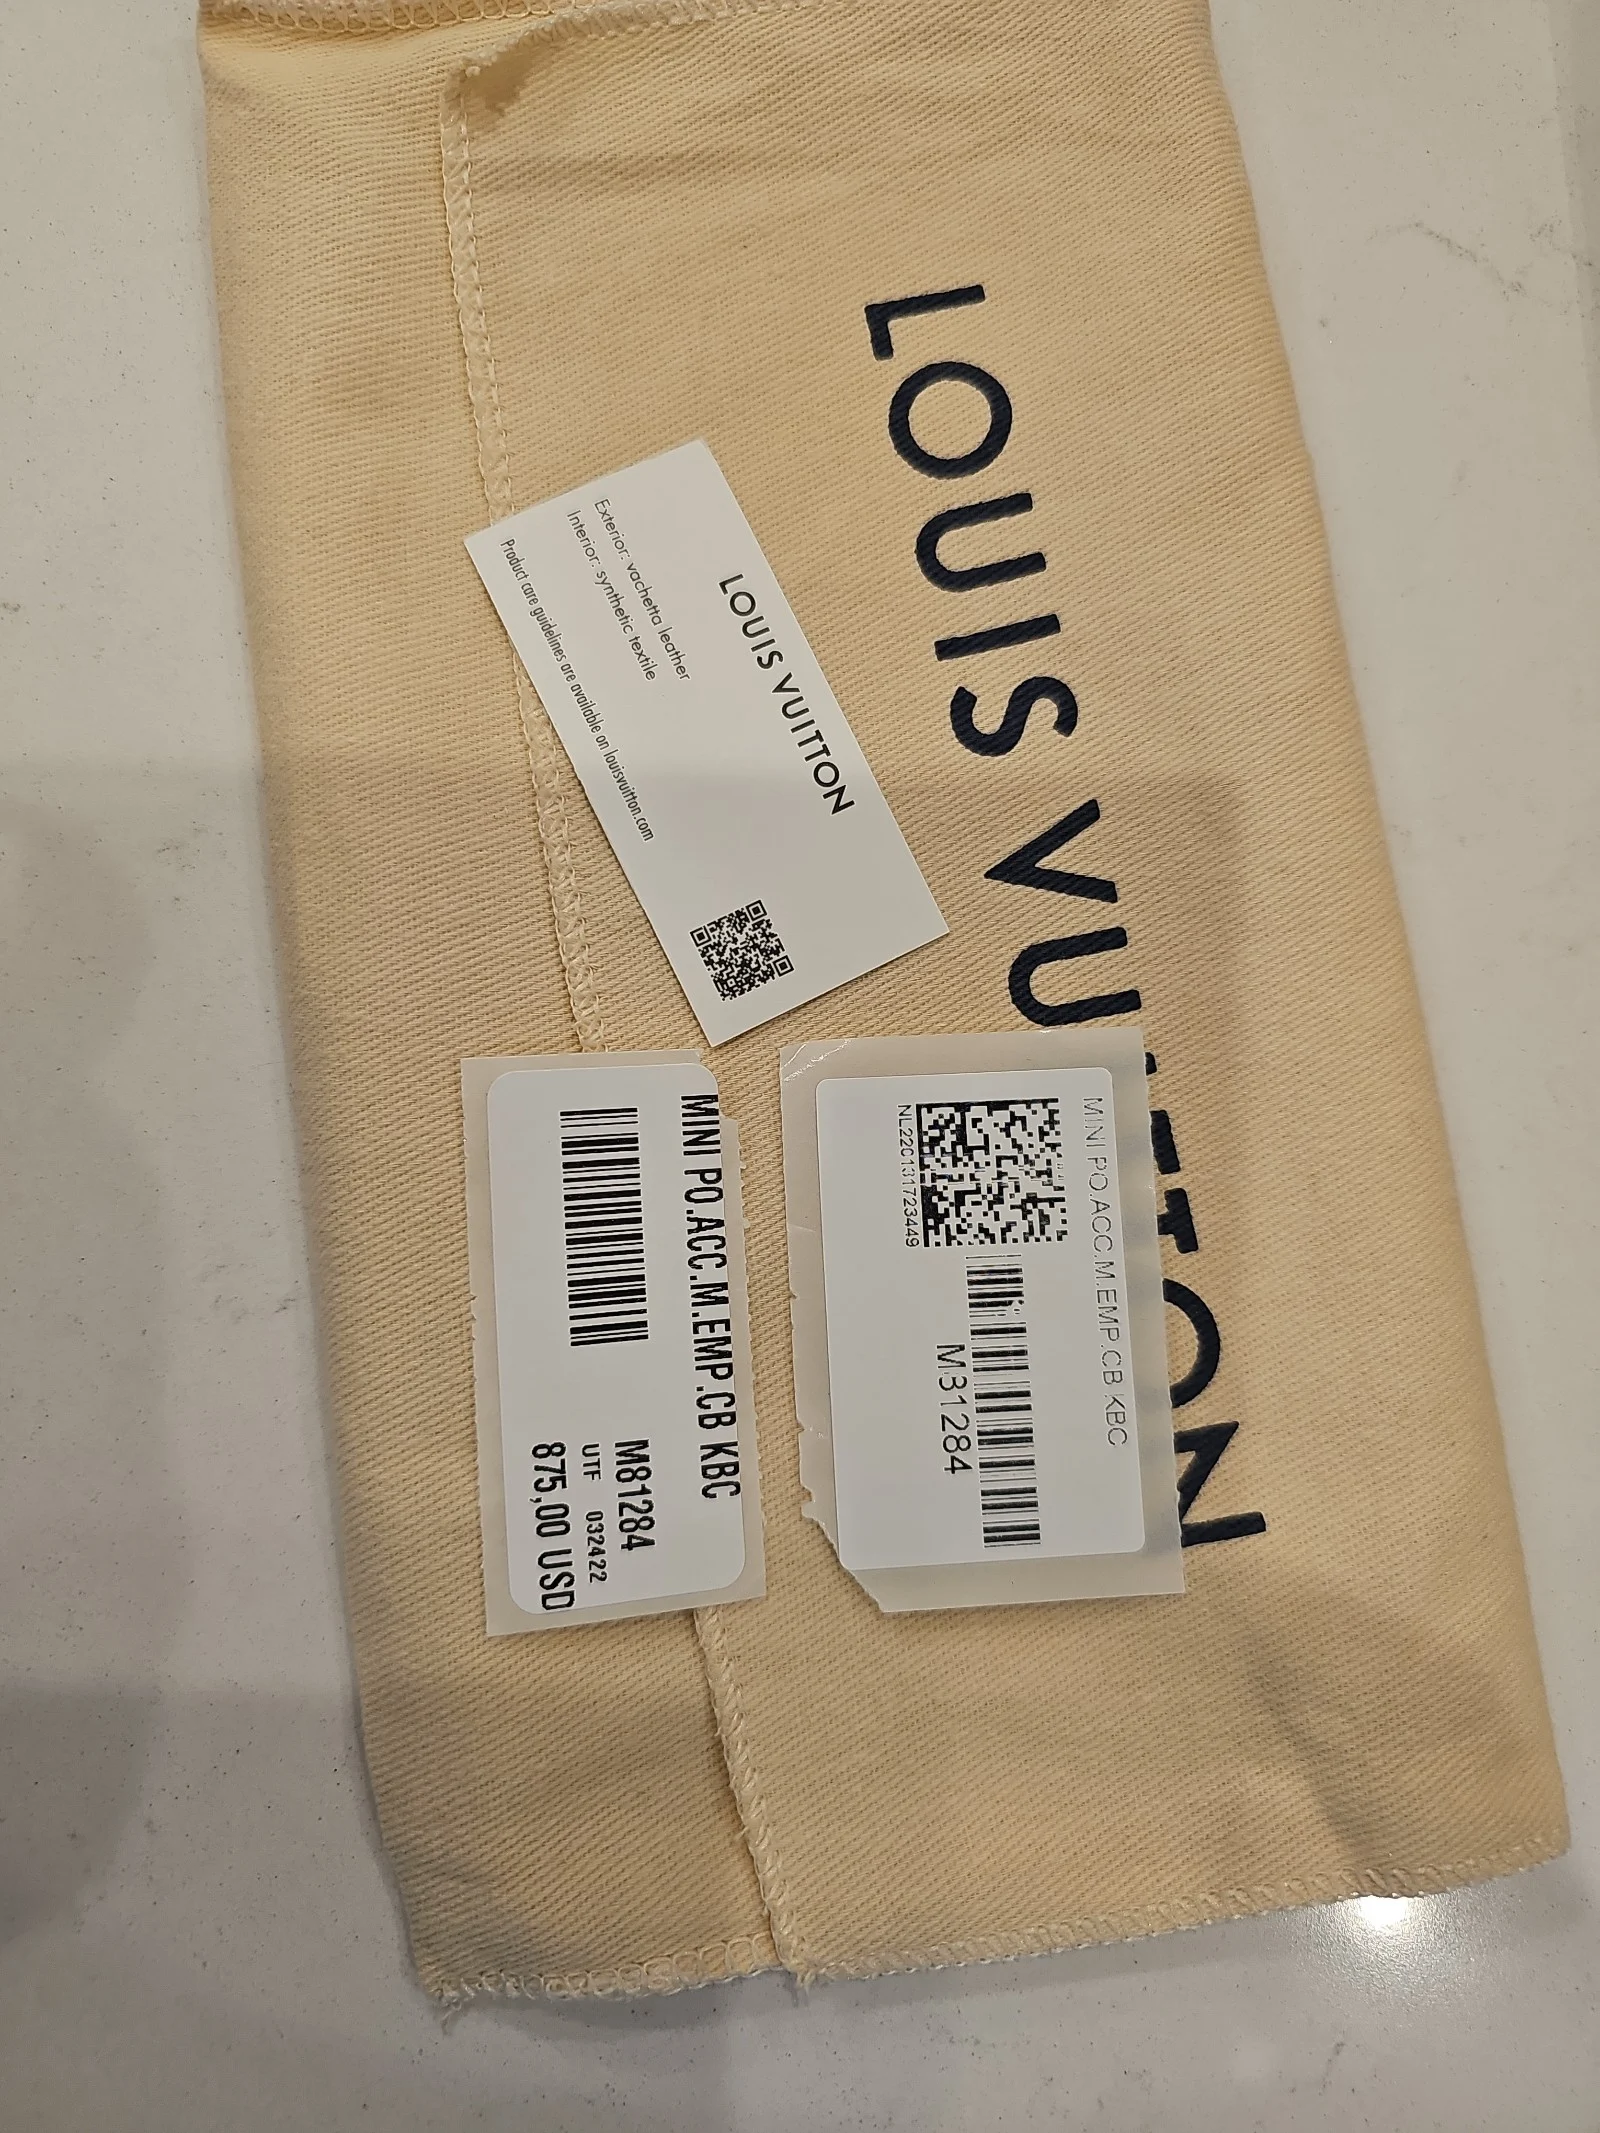 LOUIS VUITTON
LOUIS VUITTON
Exterior: vachetta leather
Interior: synthetic textile
Product care guidelines are available on louisvuitton.com
MINI PO.ACC.M.EMP.CB KBC
NL220131723449
M81284
MINI PO.ACC.M.EMP.CB KBC
M81284
UTF 032422
875,00 USD